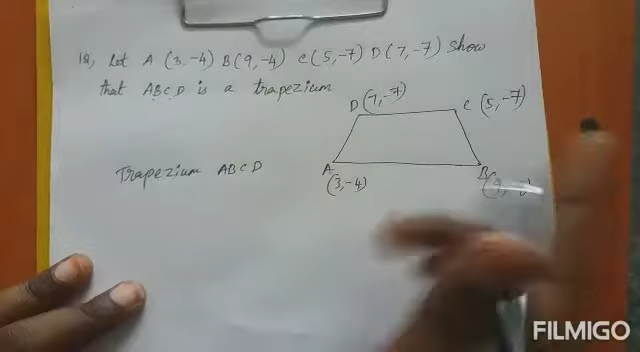 12, Let A (3,-4) B(9,-4) C(5,-7) D(7,-7) Show
that ABCD is a trapezium
D(7,-7) C (5,-7)
Trapezium ABCD
A B
(3,-4)
FILMIGO